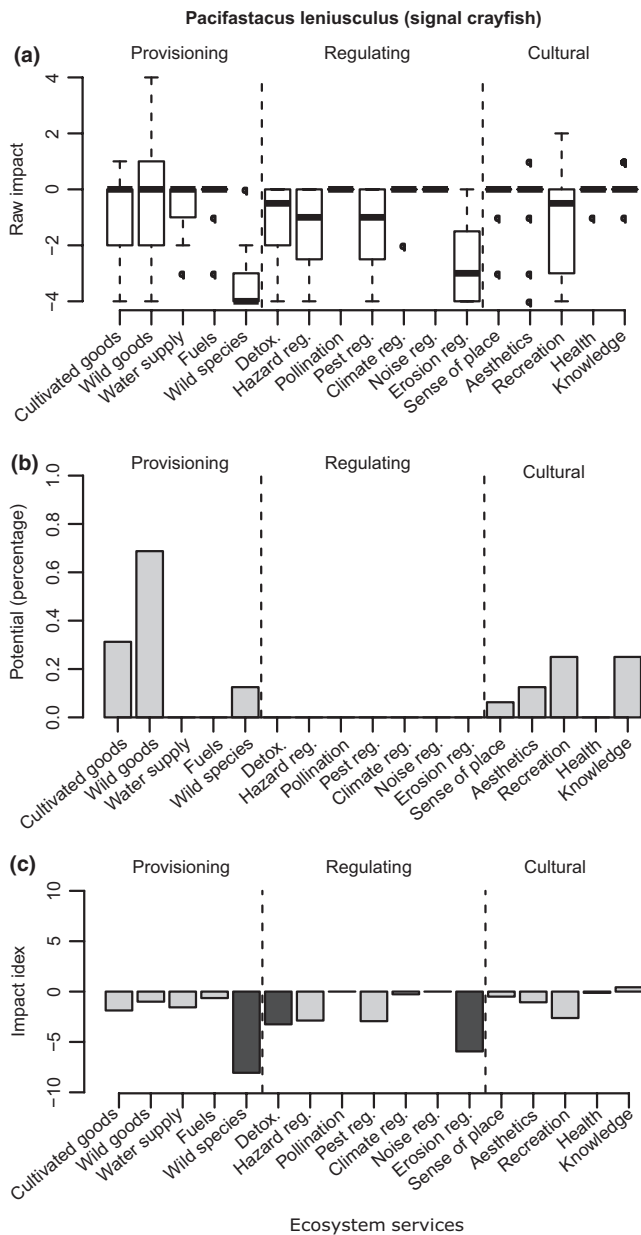 Pacifastacus leniusculus (signal crayfish)
(a)
Provisioning Regulating Cultural
Raw impact
4
2
0
−2
−4
Cultivated goods
Wild goods
Water supply
Fuels
Wild species
Detox.
Hazard reg.
Pollination
Pest reg.
Climate reg.
Noise reg.
Erosion reg.
Sense of place
Aesthetics
Recreation
Health
Knowledge
(b)
Provisioning Regulating Cultural
Potential (percentage)
1.0
0.8
0.6
0.4
0.2
0.0
Cultivated goods
Wild goods
Water supply
Fuels
Wild species
Detox.
Hazard reg.
Pollination
Pest reg.
Climate reg.
Noise reg.
Erosion reg.
Sense of place
Aesthetics
Recreation
Health
Knowledge
(c)
Provisioning Regulating Cultural
Impact idex
10
5
0
−5
−10
Cultivated goods
Wild goods
Water supply
Fuels
Wild species
Detox.
Hazard reg.
Pollination
Pest reg.
Climate reg.
Noise reg.
Erosion reg.
Sense of place
Aesthetics
Recreation
Health
Knowledge
Ecosystem services